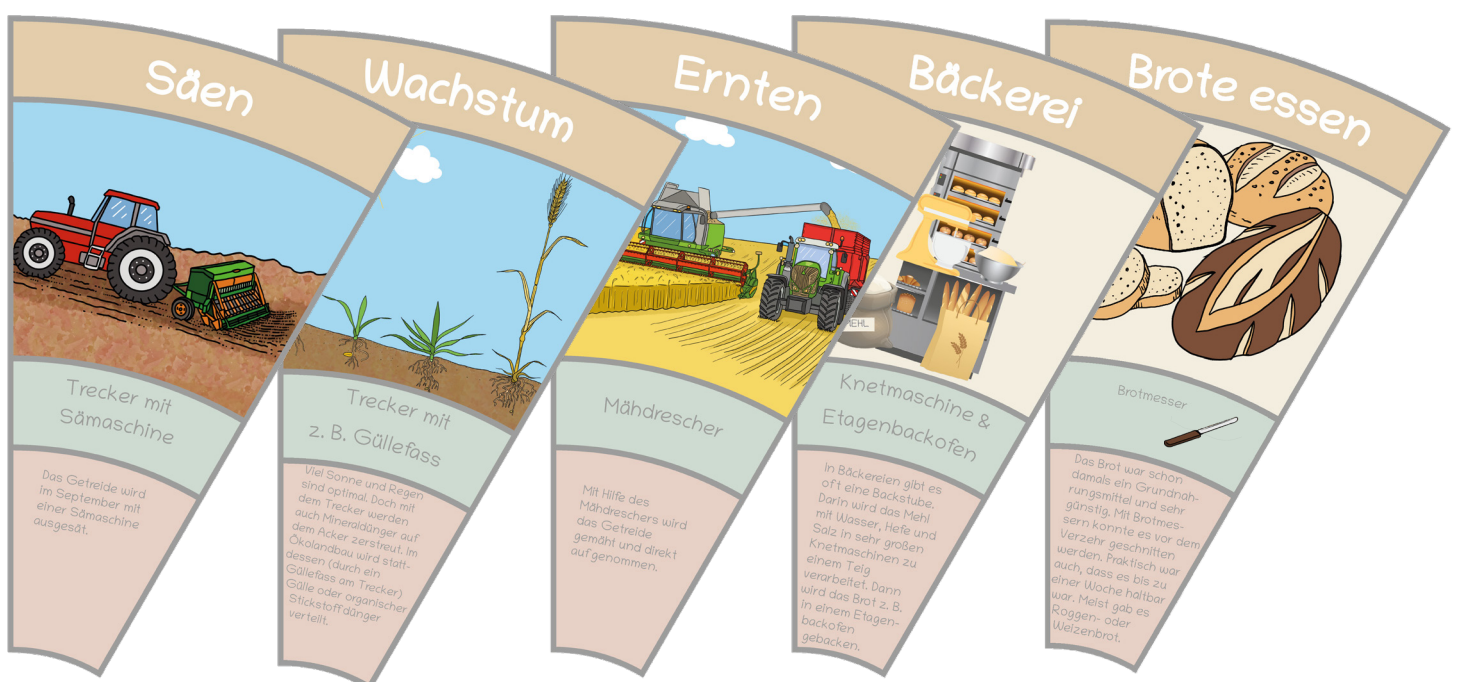 Säen
Trecker mit
Sämaschine
Das Getreide wird
im September mit
einer Sämaschine
ausgesät.
Wachstum
Trecker mit
z. B. Güllefass
Viel Sonne und Regen
sind optimal. Doch mit
dem Trecker werden
auch Mineraldünger auf
dem Acker zerstreut. Im
Ökolandbau wird statt-
dessen (durch ein
Güllefass am Trecker)
Gülle oder organischer
Stickstoffdünger
verteilt.
Ernten
Mähdrescher
Mit Hilfe des
Mähdreschers wird
das Getreide
gemäht und direkt
aufgenommen.
Bäckerei
MEHL
Knetmaschine &
Etagenbackofen
In Bäckereien gibt es
oft eine Backstube.
Darin wird das Mehl
mit Wasser, Hefe und
Salz in sehr großen
Knetmaschinen zu
einem Teig
verarbeitet. Dann
wird das Brot z. B.
in einem Etagen-
backofen
gebacken.
Brote essen
Brotmesser
Das Brot war schon
damals ein Grundnah-
rungsmittel und sehr
günstig. Mit Brotmes-
sern konnte es vor dem
Verzehr geschnitten
werden. Praktisch war
auch, dass es bis zu
einer Woche haltbar
war. Meist gab es
Roggen- oder
Weizenbrot.